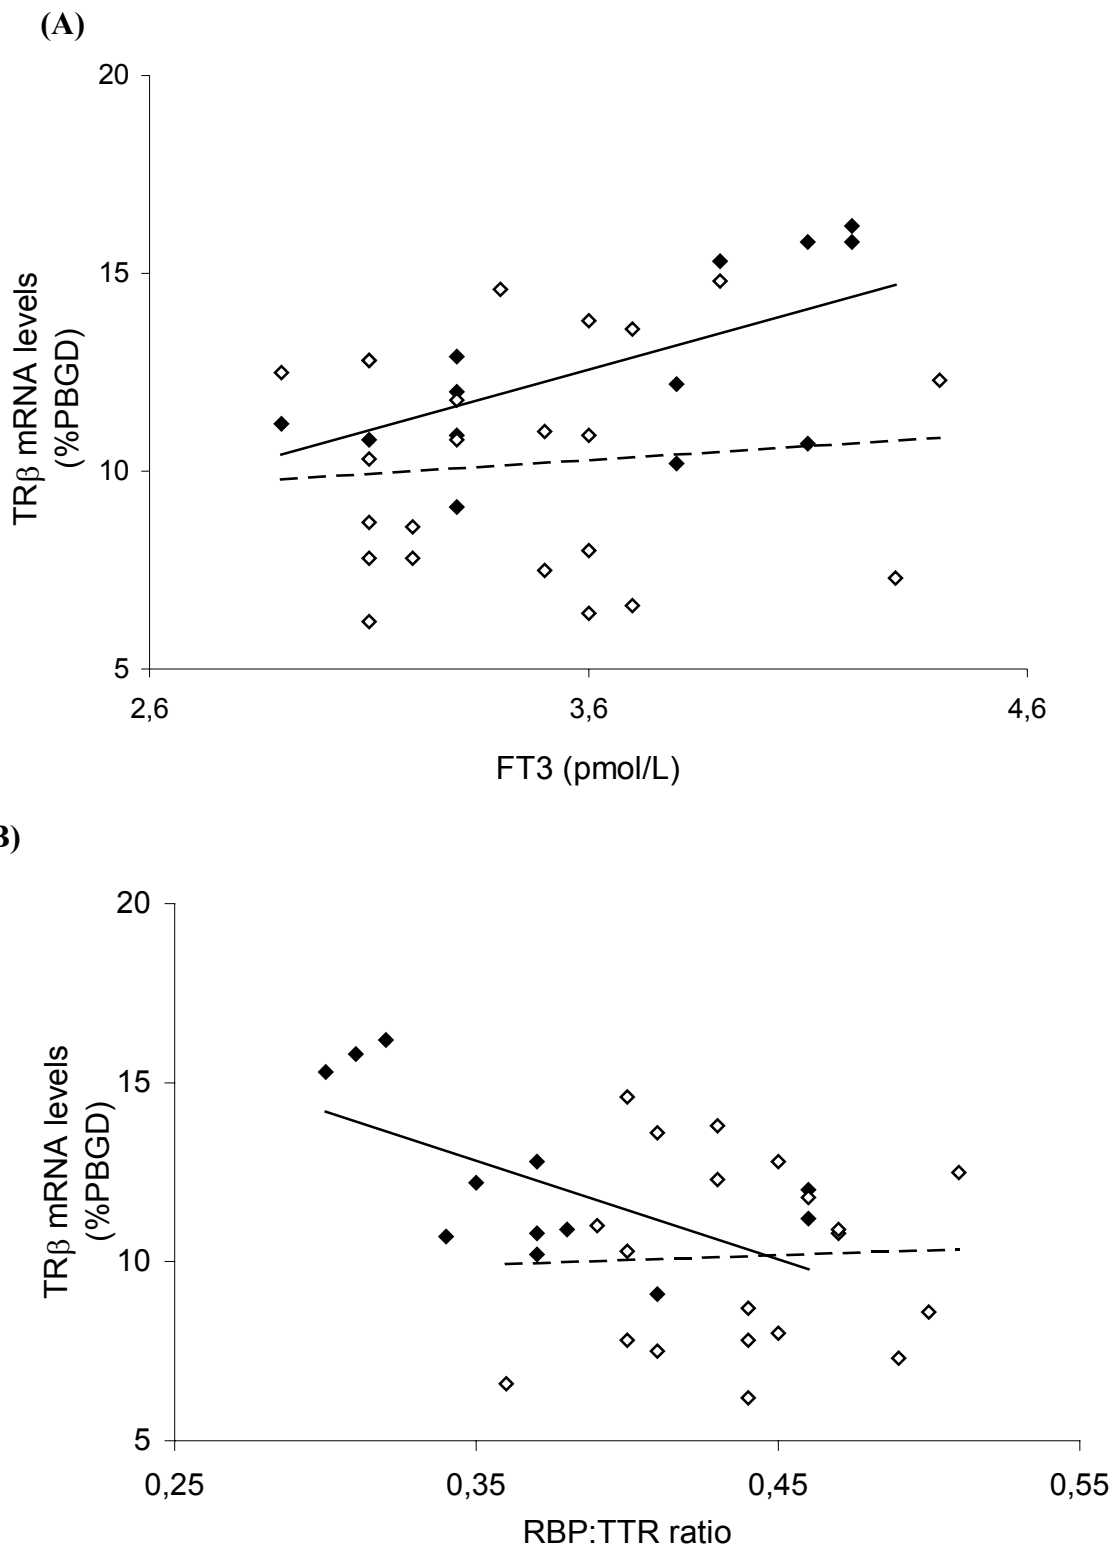 (A)
20
15
10
5
TRβ mRNA levels
(%PBGD)
2,6
3,6
4,6
FT3 (pmol/L)
B)
20
15
10
5
TRβ mRNA levels
(%PBGD)
0,25
0,35
0,45
0,55
RBP:TTR ratio